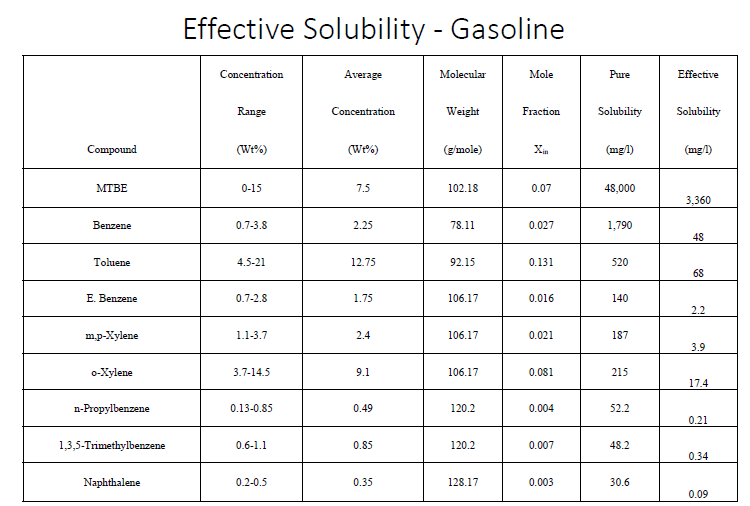 Effective Solubility - Gasoline
Compound Concentration Range (Wt%) Average Concentration (Wt%) Molecular Weight (g/mole) Mole Fraction Xm Pure Solubility (mg/l) Effective Solubility (mg/l)
MTBE 0-15 7.5 102.18 0.07 48,000 3,360
Benzene 0.7-3.8 2.25 78.11 0.027 1,790 48
Toluene 4.5-21 12.75 92.15 0.131 520 68
E. Benzene 0.7-2.8 1.75 106.17 0.016 140 2.2
m,p-Xylene 1.1-3.7 2.4 106.17 0.021 187 3.9
o-Xylene 3.7-14.5 9.1 106.17 0.081 215 17.4
n-Propylbenzene 0.13-0.85 0.49 120.2 0.004 52.2 0.21
1,3,5-Trimethylbenzene 0.6-1.1 0.85 120.2 0.007 48.2 0.34
Naphthalene 0.2-0.5 0.35 128.17 0.003 30.6 0.09